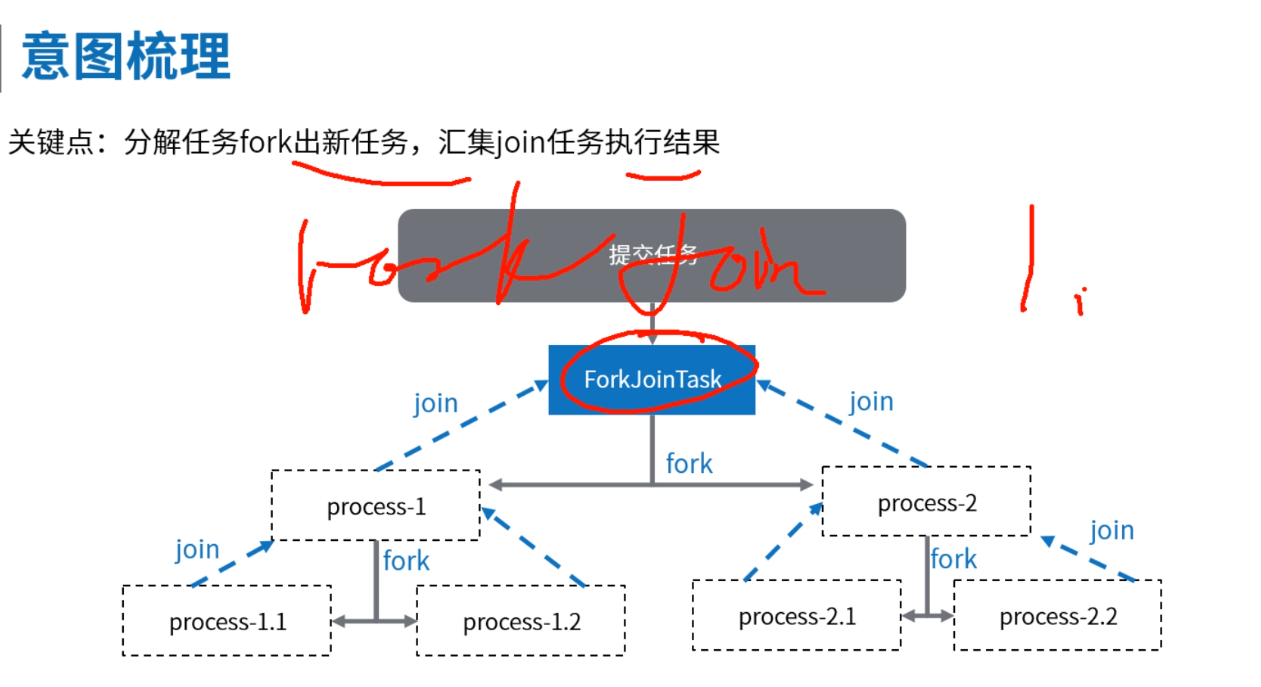 意图梳理
关键点：分解任务fork出新任务，汇集join任务执行结果
提交任务
Fork Join
ForkJoinTask
join
join
fork
process-1
process-2
join
fork
fork
join
process-1.1
process-1.2
process-2.1
process-2.2